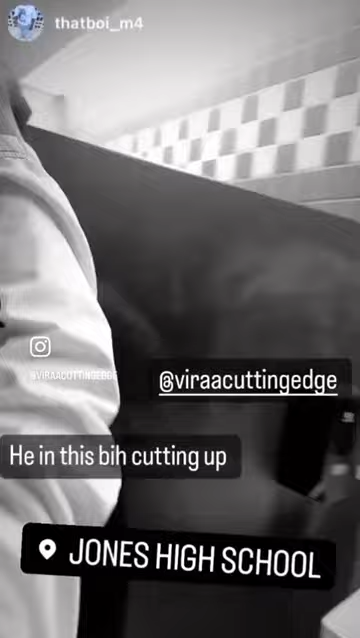 thatboi_m4
@VIRAACUTTINGEDGE
@viraacuttingedge
He in this bih cutting up
JONES HIGH SCHOOL